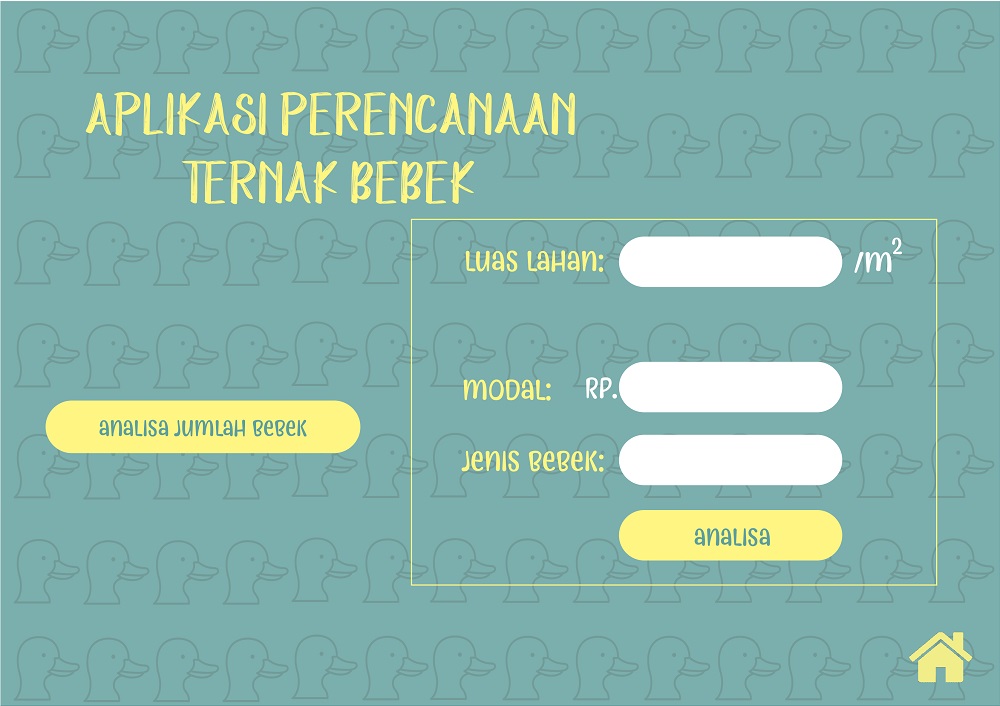 APLIKASI PERENCANAAN
TERNAK BEBEK
LUAS LAHAN: /m²
MODAL: RP.
ANALISA JUMLAH BEBEK
JENIS BEBEK:
ANALISA